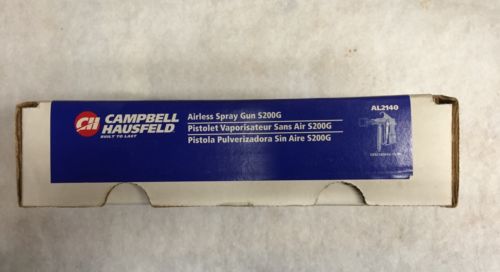 CH
CAMPBELL
HAUSFELD
BUILT TO LAST
Airless Spray Gun S200G
Pistolet Vaporisateur Sans Air S200G
Pistola Pulverizadora Sin Aire S200G
AL2140